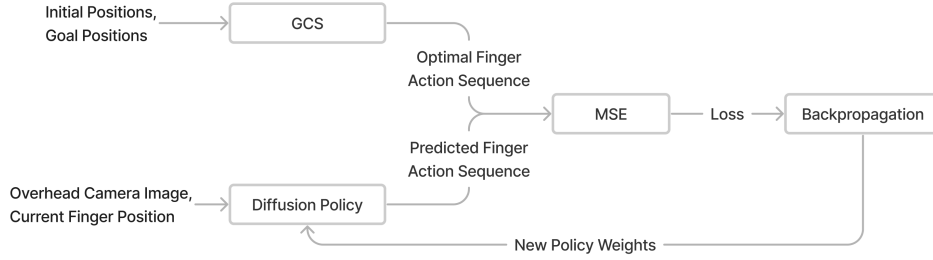 Initial Positions,
Goal Positions
GCS
Optimal Finger
Action Sequence
MSE
Loss
Backpropagation
Predicted Finger
Action Sequence
Overhead Camera Image,
Current Finger Position
Diffusion Policy
New Policy Weights